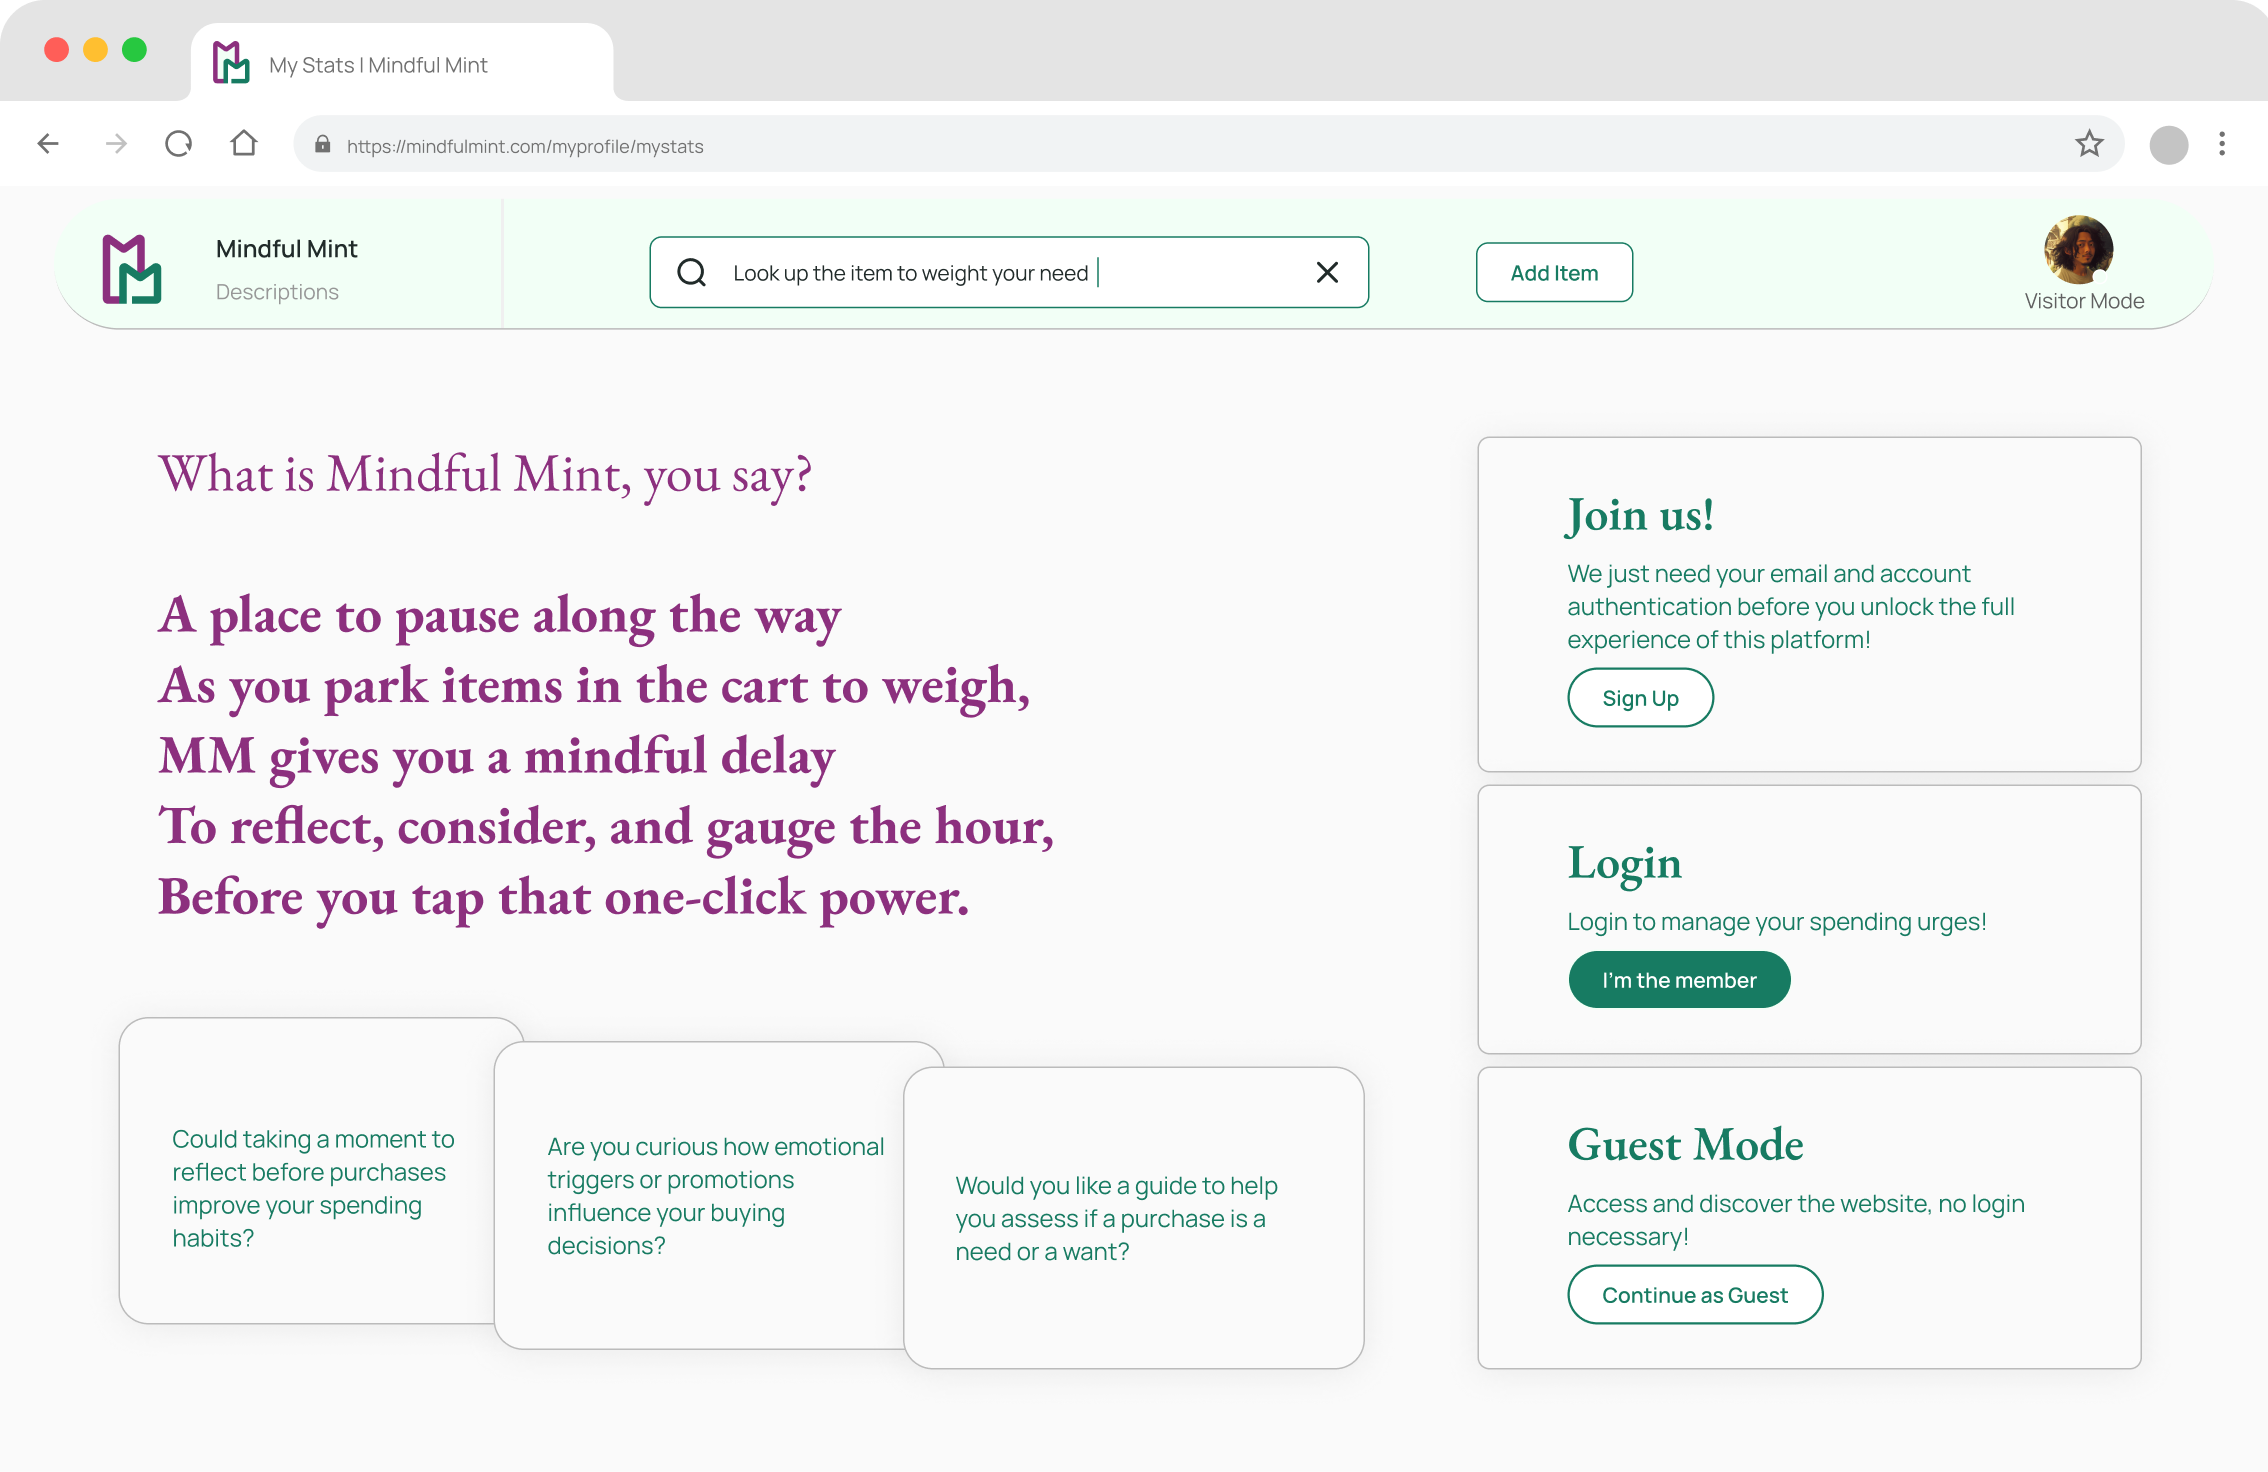 My Stats | Mindful Mint
https://mindfulmint.com/myprofile/mystats
Mindful Mint
Descriptions
Look up the item to weight your need
Add Item
Visitor Mode
What is Mindful Mint, you say?
A place to pause along the way
As you park items in the cart to weigh,
MM gives you a mindful delay
To reflect, consider, and gauge the hour,
Before you tap that one-click power.
Could taking a moment to
reflect before purchases
improve your spending
habits?
Are you curious how emotional
triggers or promotions
influence your buying
decisions?
Would you like a guide to help
you assess if a purchase is a
need or a want?
Join us!
We just need your email and account
authentication before you unlock the full
experience of this platform!
Sign Up
Login
Login to manage your spending urges!
I'm the member
Guest Mode
Access and discover the website, no login
necessary!
Continue as Guest